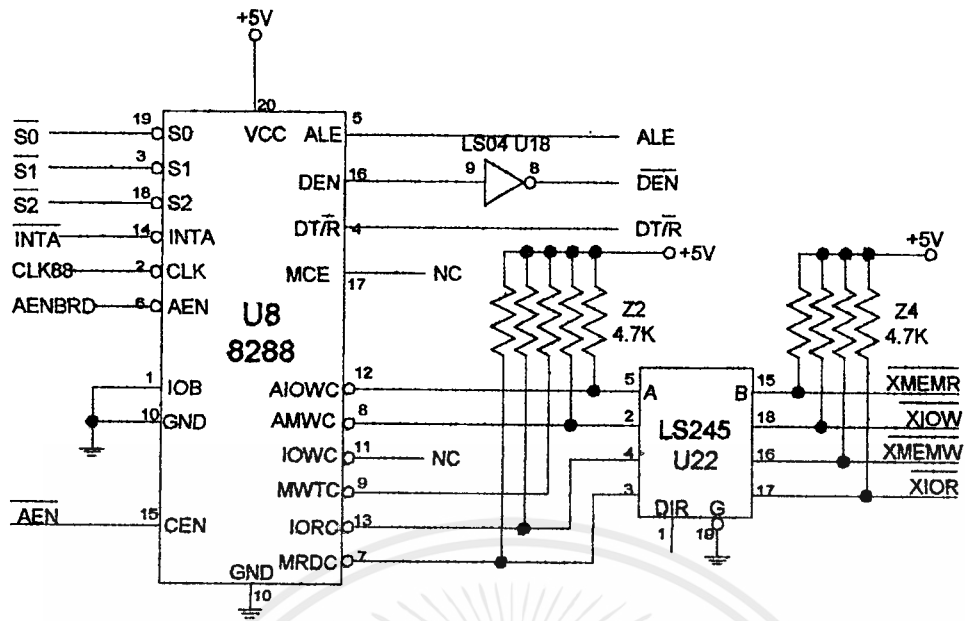 +5V
20
S0 19 S0 VCC ALE 5 ALE
S1 3 S1 LS04 U18
DEN 16 9 8 DEN
S2 18 S2
INTA 14 INTA DT/R 4 DT/R
CLK88 2 CLK MCE 17 NC +5V +5V
AENBRD 6 AEN
U8
8288
Z2
4.7K
Z4
4.7K
1 IOB AIOWC 12 5 A B 15 XMEMR
10 GND AMWC 8 2 LS245 18 XIOW
IOWC 11 NC 4 U22 16 XMEMW
MWTC 9 3 17 XIOR
AEN 15 CEN IORC 13 DIR G
1 19
MRDC 7
GND
10